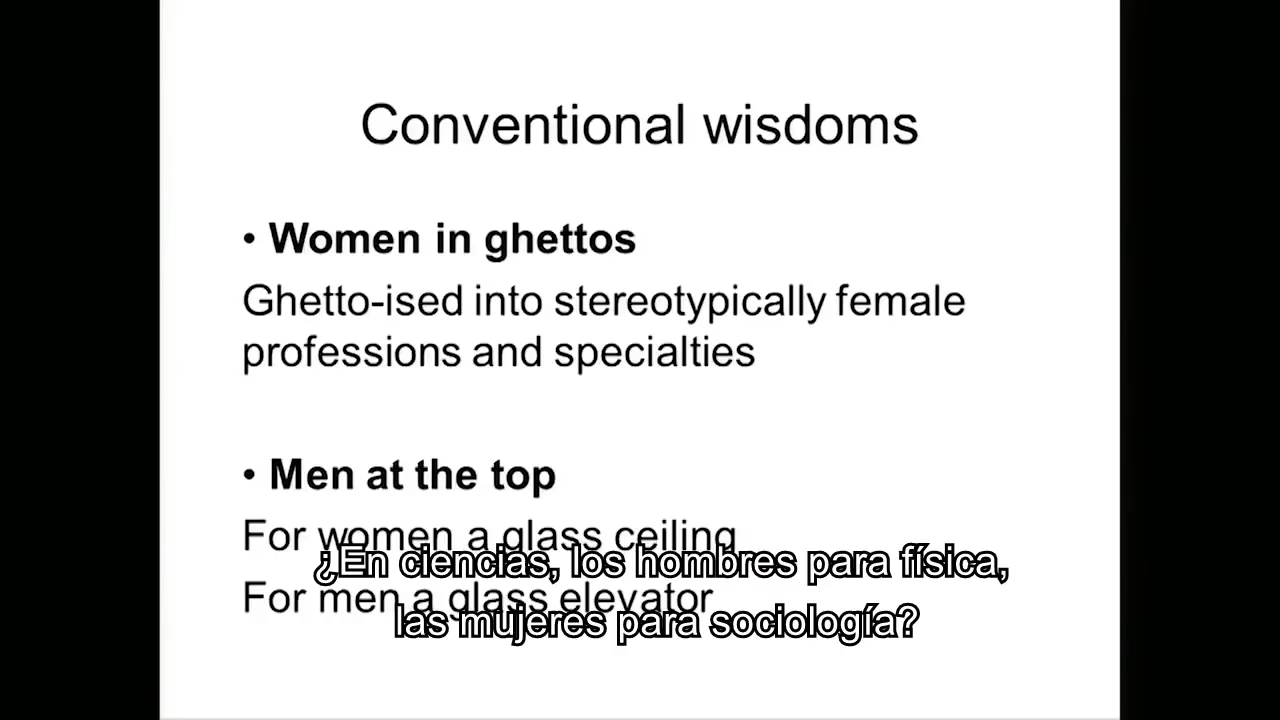 Conventional wisdoms
• Women in ghettos
Ghetto-ised into stereotypically female
professions and specialties
• Men at the top
For women a glass ceiling
For men a glass elevator
¿En ciencias, los hombres para física,
las mujeres para sociología?